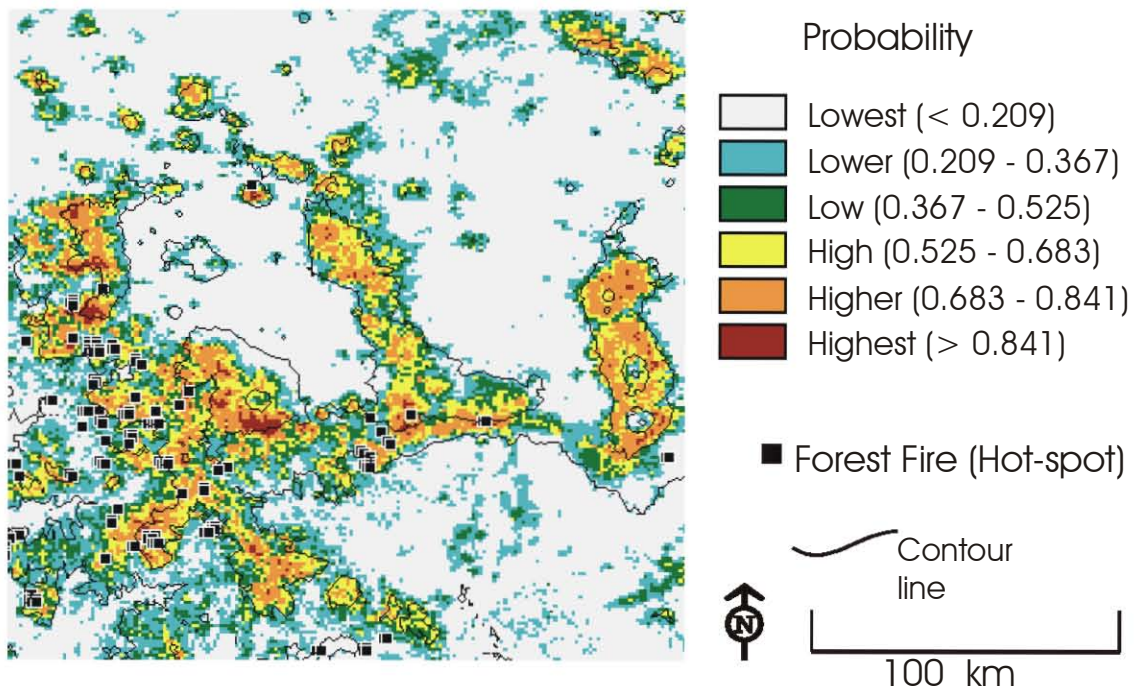 Probability
Lowest (< 0.209)
Lower (0.209 - 0.367)
Low (0.367 - 0.525)
High (0.525 - 0.683)
Higher (0.683 - 0.841)
Highest (> 0.841)
Forest Fire (Hot-spot)
Contour
line
N
100 km